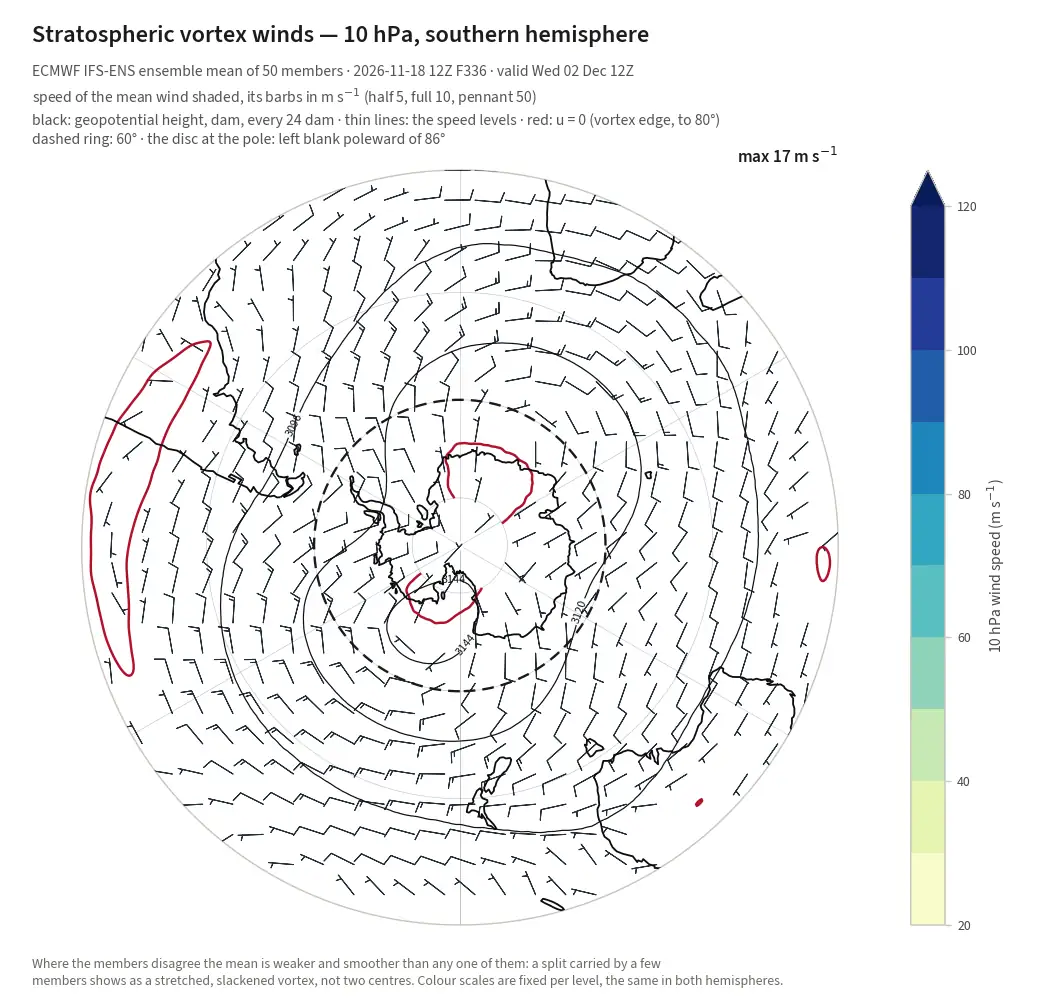 Stratospheric vortex winds — 10 hPa, southern hemisphere
ECMWF IFS-ENS ensemble mean of 50 members · 2026-11-18 12Z F336 · valid Wed 02 Dec 12Z
speed of the mean wind shaded, its barbs in m s⁻¹ (half 5, full 10, pennant 50)
black: geopotential height, dam, every 24 dam · thin lines: the speed levels · red: u = 0 (vortex edge, to 80°)
dashed ring: 60° · the disc at the pole: left blank poleward of 86°
max 17 m s⁻¹
120
100
80
60
40
20
10 hPa wind speed (m s⁻¹)
3096
3144
3120
3144
Where the members disagree the mean is weaker and smoother than any one of them: a split carried by a few
members shows as a stretched, slackened vortex, not two centres. Colour scales are fixed per level, the same in both hemispheres.